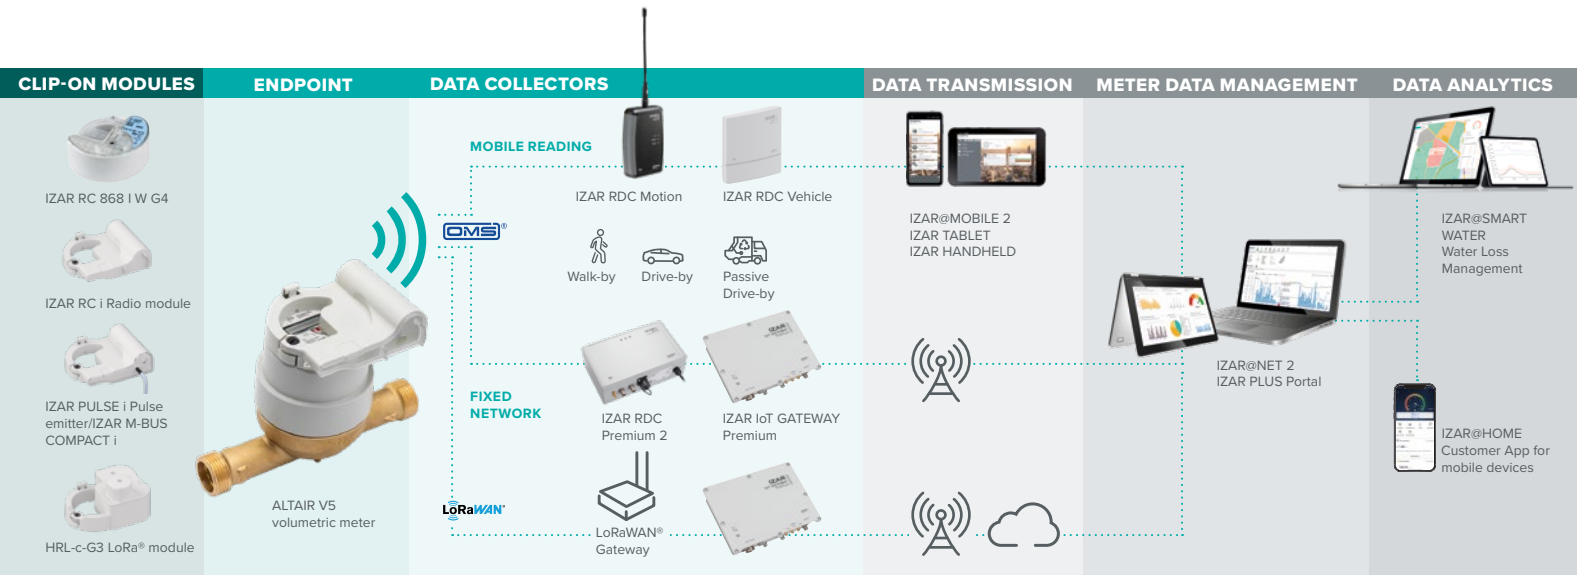 CLIP-ON MODULES
ENDPOINT
DATA COLLECTORS
DATA TRANSMISSION
METER DATA MANAGEMENT
DATA ANALYTICS
IZAR RC 868 I W G4
IZAR RC i Radio module
IZAR PULSE i Pulse
emitter/IZAR M-BUS
COMPACT i
HRL-c-G3 LoRa® module
ALTAIR V5
volumetric meter
OMS®
LoRaWAN
MOBILE READING
IZAR RDC Motion
IZAR RDC Vehicle
Walk-by
Drive-by
Passive
Drive-by
FIXED
NETWORK
IZAR RDC
Premium 2
IZAR IoT GATEWAY
Premium
LoRaWAN®
Gateway
IZAR
IZAR
IZAR@MOBILE 2
IZAR TABLET
IZAR HANDHELD
IZAR@NET 2
IZAR PLUS Portal
IZAR@SMART
WATER
Water Loss
Management
IZAR@HOME
Customer App for
mobile devices